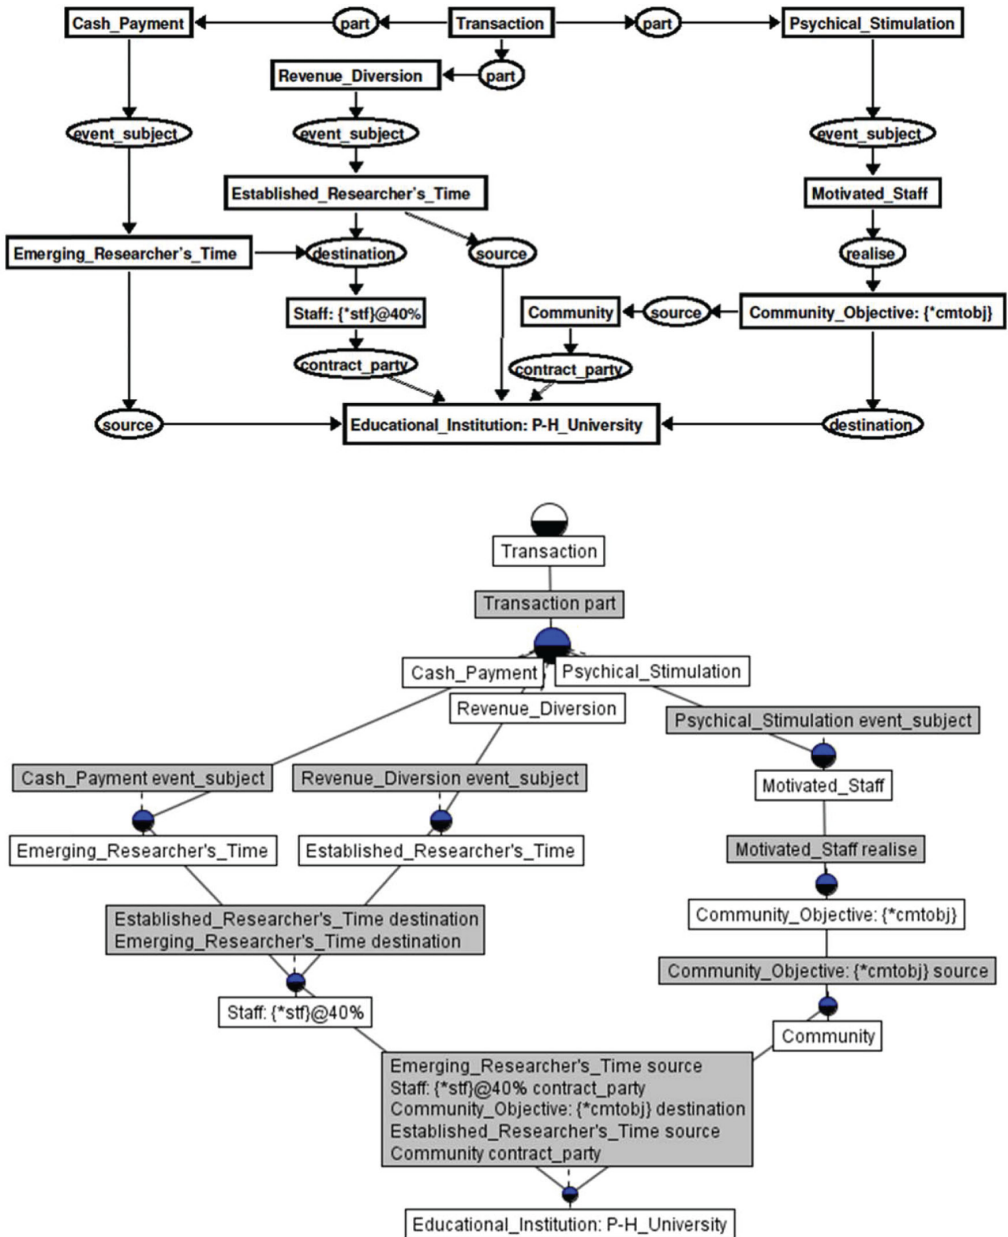 Cash_Payment
part
Transaction
part
Psychical_Stimulation
Revenue_Diversion
part
event_subject
event_subject
event_subject
Established_Researcher's_Time
Motivated_Staff
Emerging_Researcher's_Time
destination
source
realise
Staff: {*stf}@40%
Community
source
Community_Objective: {*cmtobj}
contract_party
contract_party
source
Educational_Institution: P-H_University
destination
Transaction
Transaction part
Cash_Payment
Psychical_Stimulation
Revenue_Diversion
Psychical_Stimulation event_subject
Cash_Payment event_subject
Revenue_Diversion event_subject
Motivated_Staff
Emerging_Researcher's_Time
Established_Researcher's_Time
Motivated_Staff realise
Established_Researcher's_Time destination
Emerging_Researcher's_Time destination
Community_Objective: {*cmtobj}
Community_Objective: {*cmtobj} source
Staff: {*stf}@40%
Community
Emerging_Researcher's_Time source
Staff: {*stf}@40% contract_party
Community_Objective: {*cmtobj} destination
Established_Researcher's_Time source
Community contract_party
Educational_Institution: P-H_University